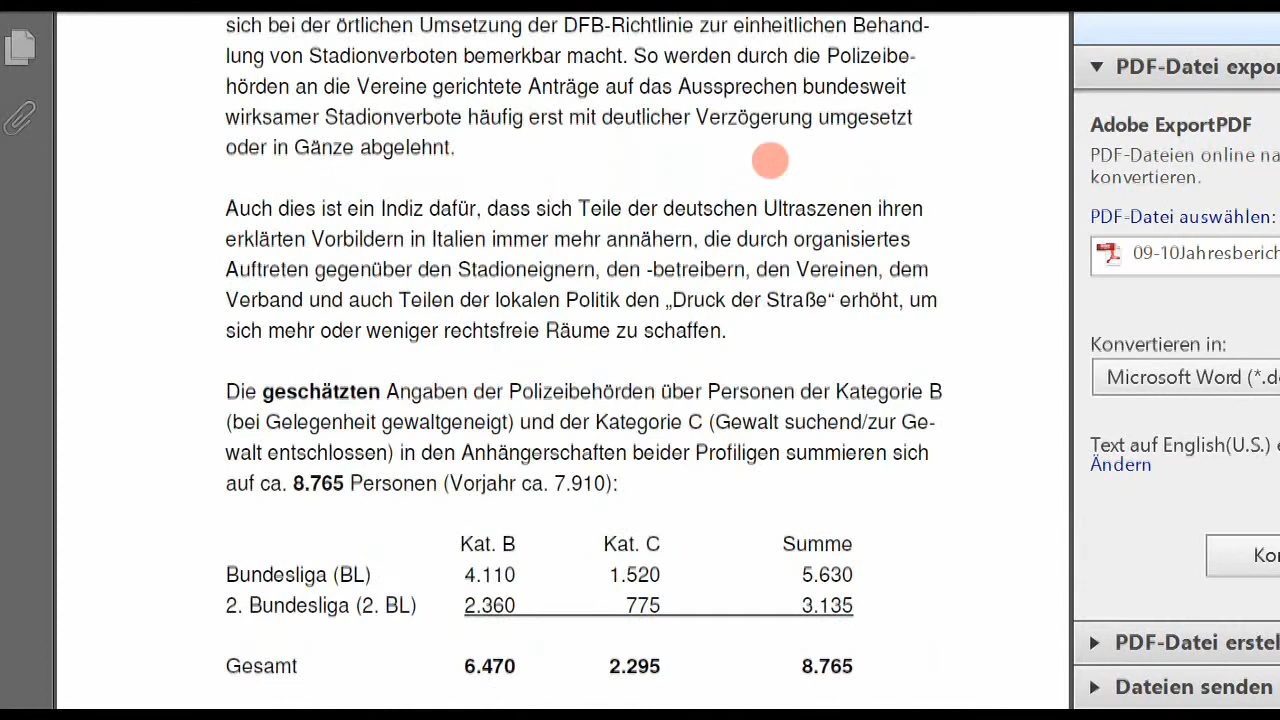 sich bei der örtlichen Umsetzung der DFB-Richtlinie zur einheitlichen Behand-
lung von Stadionverboten bemerkbar macht. So werden durch die Polizeibe-
hörden an die Vereine gerichtete Anträge auf das Aussprechen bundesweit
wirksamer Stadionverbote häufig erst mit deutlicher Verzögerung umgesetzt
oder in Gänze abgelehnt.
Auch dies ist ein Indiz dafür, dass sich Teile der deutschen Ultraszenen ihren
erklärten Vorbildern in Italien immer mehr annähern, die durch organisiertes
Auftreten gegenüber den Stadioneignern, den -betreibern, den Vereinen, dem
Verband und auch Teilen der lokalen Politik den „Druck der Straße“ erhöht, um
sich mehr oder weniger rechtsfreie Räume zu schaffen.
Die geschätzten Angaben der Polizeibehörden über Personen der Kategorie B
(bei Gelegenheit gewaltgeneigt) und der Kategorie C (Gewalt suchend/zur Ge-
walt entschlossen) in den Anhängerschaften beider Profiligen summieren sich
auf ca. 8.765 Personen (Vorjahr ca. 7.910):
Kat. B Kat. C Summe
Bundesliga (BL) 4.110 1.520 5.630
2. Bundesliga (2. BL) 2.360 775 3.135
Gesamt 6.470 2.295 8.765
PDF-Datei expor
Adobe ExportPDF
PDF-Dateien online na
konvertieren.
PDF-Datei auswählen:
09-10Jahresberich
Konvertieren in:
Microsoft Word (*.d
Text auf English(U.S.) e
Ändern
Kon
PDF-Datei erstel
Dateien senden